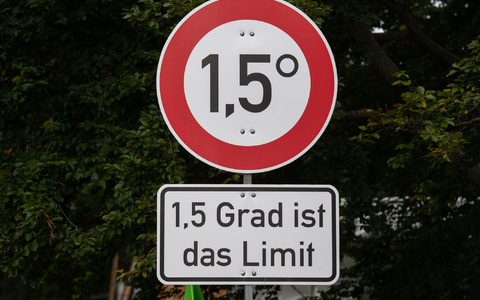 1,5°
1,5 Grad ist
das Limit